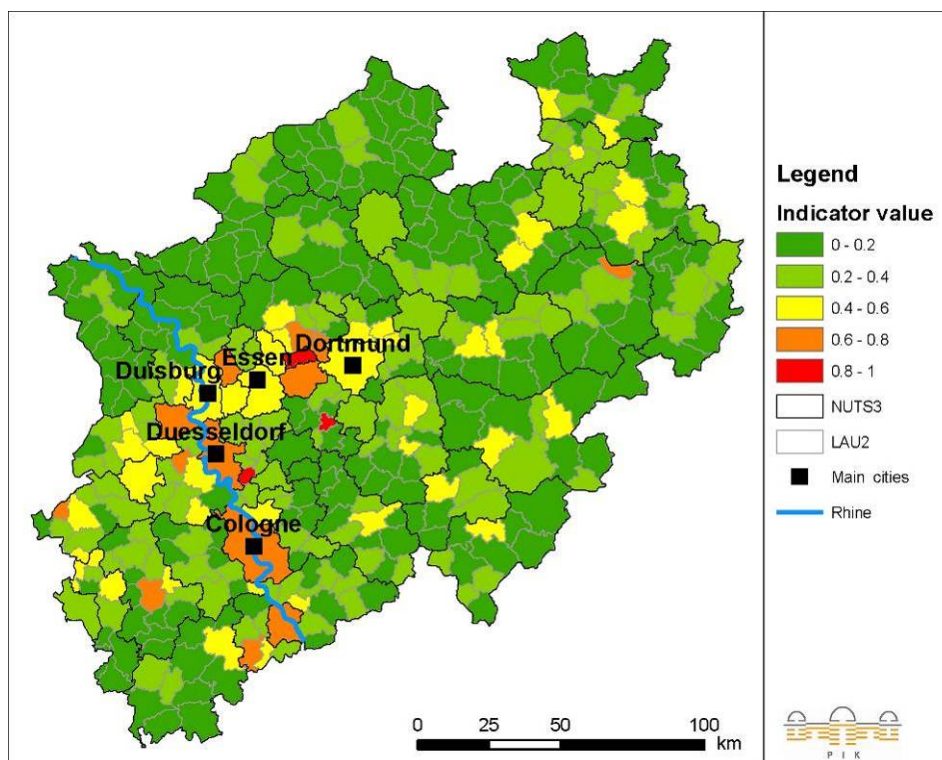 Dortmund
Essen
Duisburg
Duesseldorf
Cologne
0 25 50 100
km
Legend
Indicator value
0 - 0.2
0.2 - 0.4
0.4 - 0.6
0.6 - 0.8
0.8 - 1
NUTS3
LAU2
Main cities
Rhine
P I K